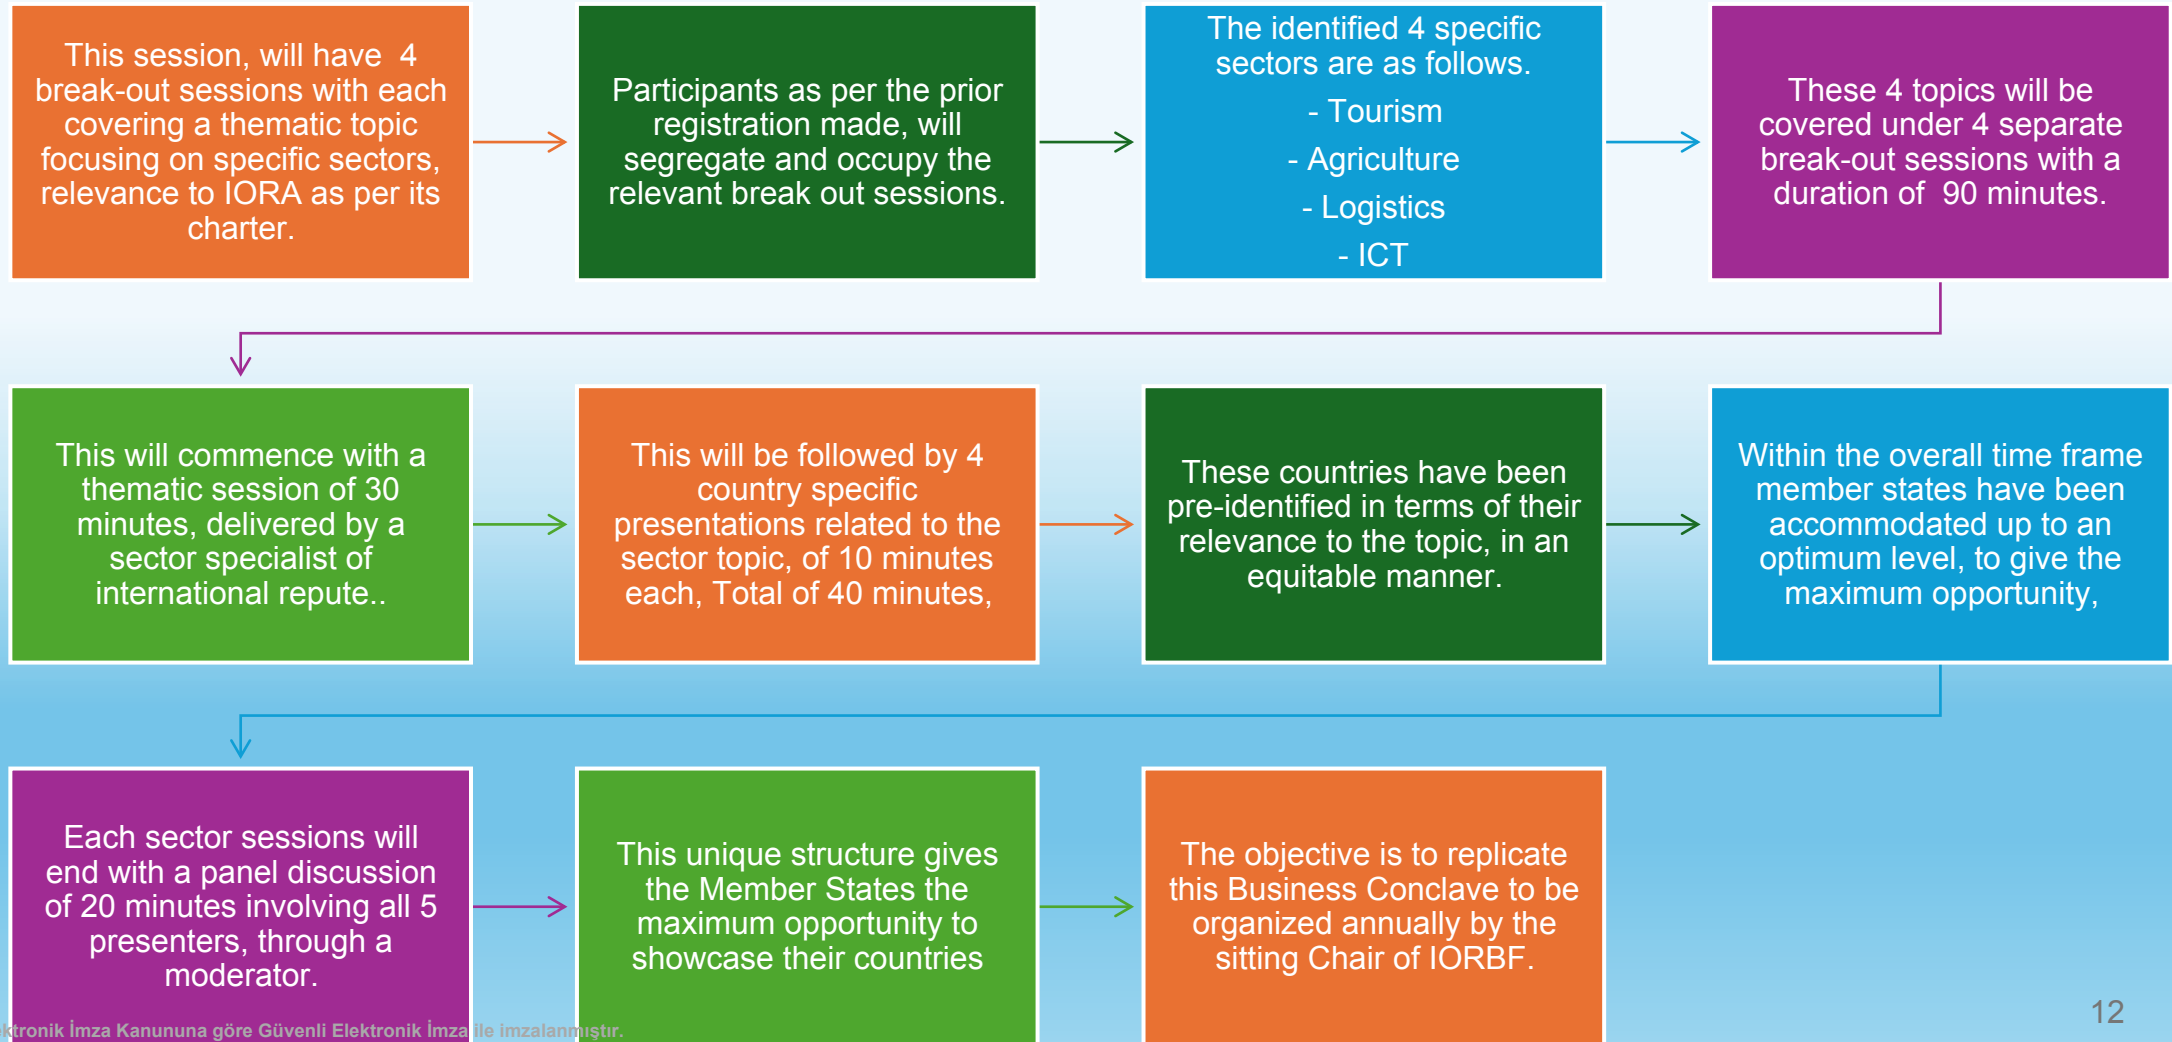 This session, will have 4
break-out sessions with each
covering a thematic topic
focusing on specific sectors,
relevance to IORA as per its
charter.
Participants as per the prior
registration made, will
segregate and occupy the
relevant break out sessions.
The identified 4 specific
sectors are as follows.
- Tourism
- Agriculture
- Logistics
- ICT
These 4 topics will be
covered under 4 separate
break-out sessions with a
duration of 90 minutes.
This will commence with a
thematic session of 30
minutes, delivered by a
sector specialist of
international repute..
This will be followed by 4
country specific
presentations related to the
sector topic, of 10 minutes
each, Total of 40 minutes,
These countries have been
pre-identified in terms of their
relevance to the topic, in an
equitable manner.
Within the overall time frame
member states have been
accommodated up to an
optimum level, to give the
maximum opportunity,
Each sector sessions will
end with a panel discussion
of 20 minutes involving all 5
presenters, through a
moderator.
This unique structure gives
the Member States the
maximum opportunity to
showcase their countries
The objective is to replicate
this Business Conclave to be
organized annually by the
sitting Chair of IORBF.
İmza Kanununa göre Güvenli Elektronik İmza ile imzalanmıştır.
12